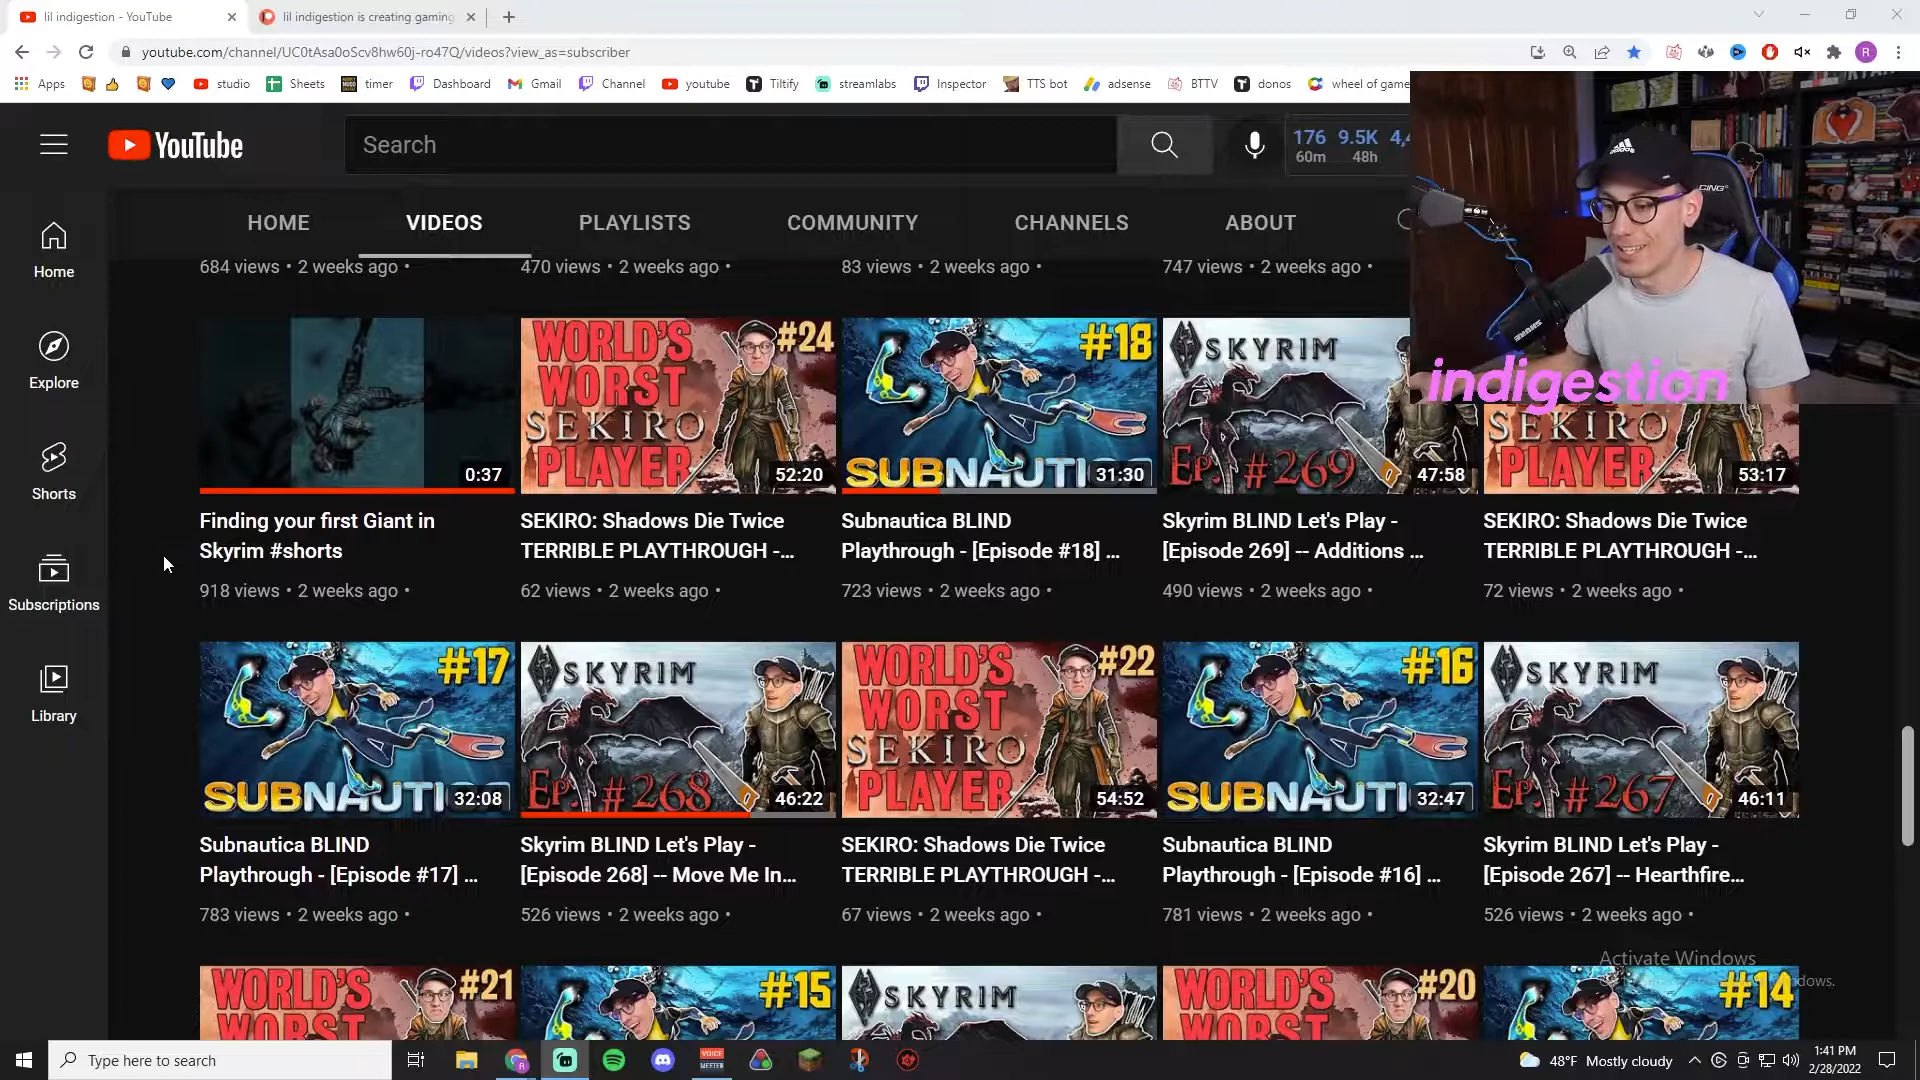 lil indigestion - YouTube
lil indigestion is creating gaming
youtube.com/channel/UC0tAsa0oScv8hw60j-ro47Q/videos?view_as=subscriber
R
Apps studio Sheets timer Dashboard Gmail Channel youtube Tiltify streamlabs Inspector TTS bot adsense BTTV donos wheel of game
YouTube
Search
176 9.5K 4,4
60m 48h
HOME VIDEOS PLAYLISTS COMMUNITY CHANNELS ABOUT
Home
Explore
Shorts
Subscriptions
Library
684 views • 2 weeks ago •
470 views • 2 weeks ago •
83 views • 2 weeks ago •
747 views • 2 weeks ago •
adidas
CING
SHURE
indigestion
0:37
WORLD'S
WORST
SEKIRO
PLAYER
#24
52:20
#18
SUBNAUTIC
31:30
SKYRIM
Ep. #269
47:58
SEKIRO
PLAYER
53:17
Finding your first Giant in
Skyrim #shorts
918 views • 2 weeks ago •
SEKIRO: Shadows Die Twice
TERRIBLE PLAYTHROUGH -...
62 views • 2 weeks ago •
Subnautica BLIND
Playthrough - [Episode #18] ...
723 views • 2 weeks ago •
Skyrim BLIND Let's Play -
[Episode 269] -- Additions ...
490 views • 2 weeks ago •
SEKIRO: Shadows Die Twice
TERRIBLE PLAYTHROUGH -...
72 views • 2 weeks ago •
#17
SUBNAUTI
32:08
SKYRIM
Ep. #268
46:22
WORLD'S
WORST
SEKIRO
PLAYER
#22
54:52
#16
SUBNAUTI
32:47
SKYRIM
Ep. #267
46:11
Subnautica BLIND
Playthrough - [Episode #17] ...
783 views • 2 weeks ago •
Skyrim BLIND Let's Play -
[Episode 268] -- Move Me In...
526 views • 2 weeks ago •
SEKIRO: Shadows Die Twice
TERRIBLE PLAYTHROUGH -...
67 views • 2 weeks ago •
Subnautica BLIND
Playthrough - [Episode #16] ...
781 views • 2 weeks ago •
Skyrim BLIND Let's Play -
[Episode 267] -- Hearthfire...
526 views • 2 weeks ago •
Activate Windows
dows.
WORLD'S
WORST
#21
#15
SKYRIM
WORLD'S
WORST
#20
#14
Type here to search
VOICE
MEETER
48°F Mostly cloudy
1:41 PM
2/28/2022